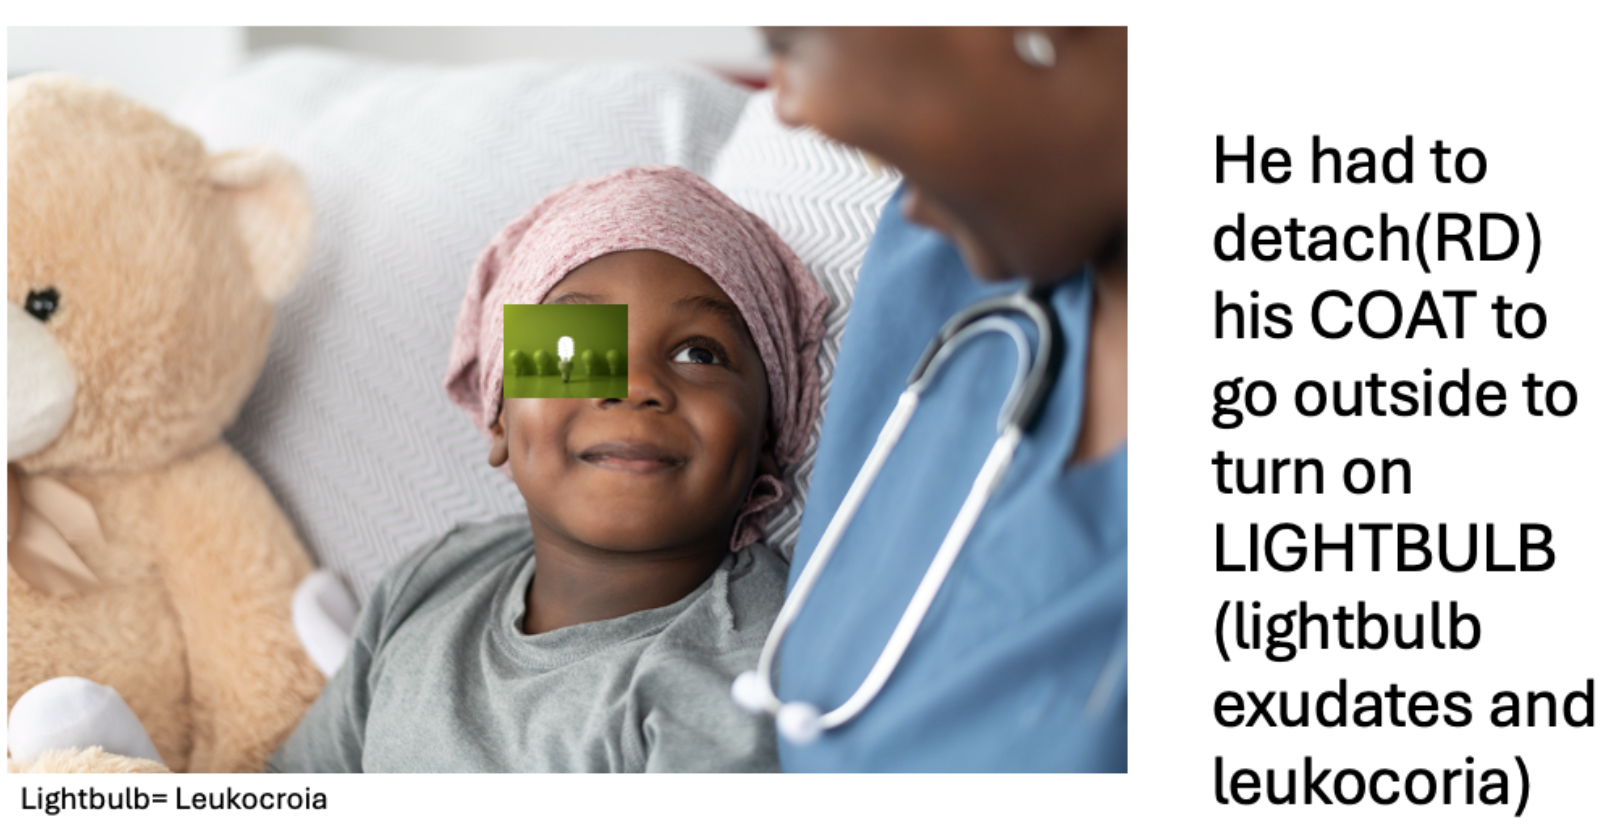 He had to
detach(RD)
his COAT to
go outside to
turn on
LIGHTBULB
(lightbulb
exudates and
leukocoria)
Lightbulb= Leukocroia